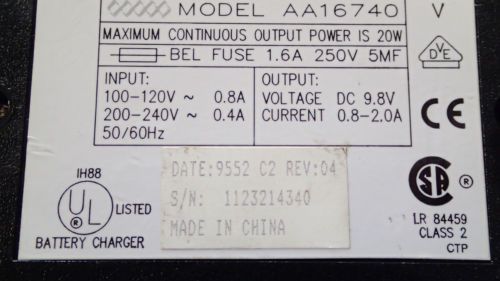 MODEL AA16740
V
MAXIMUM CONTINUOUS OUTPUT POWER IS 20W
BEL FUSE 1.6A 250V 5MF
DVE
INPUT:
100-120V ~ 0.8A
200-240V ~ 0.4A
50/60Hz
OUTPUT:
VOLTAGE DC 9.8V
CURRENT 0.8-2.0A
CE
IH88
UL ®
LISTED
BATTERY CHARGER
DATE:9552 C2 REV:04
S/N: 1123214340
MADE IN CHINA
SA ®
LR 84459
CLASS 2
CTP